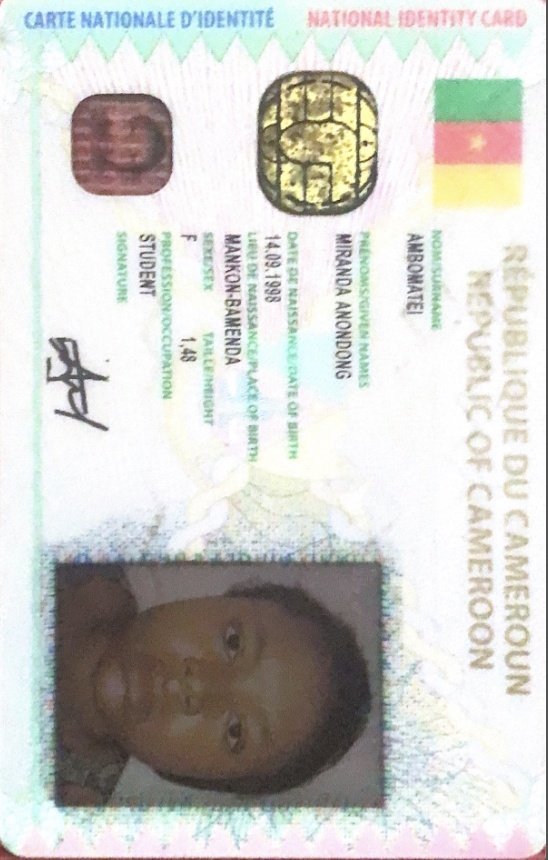 CARTE NATIONALE D'IDENTITÉ NATIONAL IDENTITY CARD
RÉPUBLIQUE DU CAMEROUN
REPUBLIC OF CAMEROON
NOM/SURNAME
AMBOMATEI
PRÉNOMS/GIVEN NAMES
MIRANDA ANONDONG
DATE DE NAISSANCE/DATE OF BIRTH
14.09.1998
LIEU DE NAISSANCE/PLACE OF BIRTH
MANKON-BAMENDA
SEXE/SEX TAILLE/HEIGHT
F 1,48
PROFESSION/OCCUPATION
STUDENT
SIGNATURE